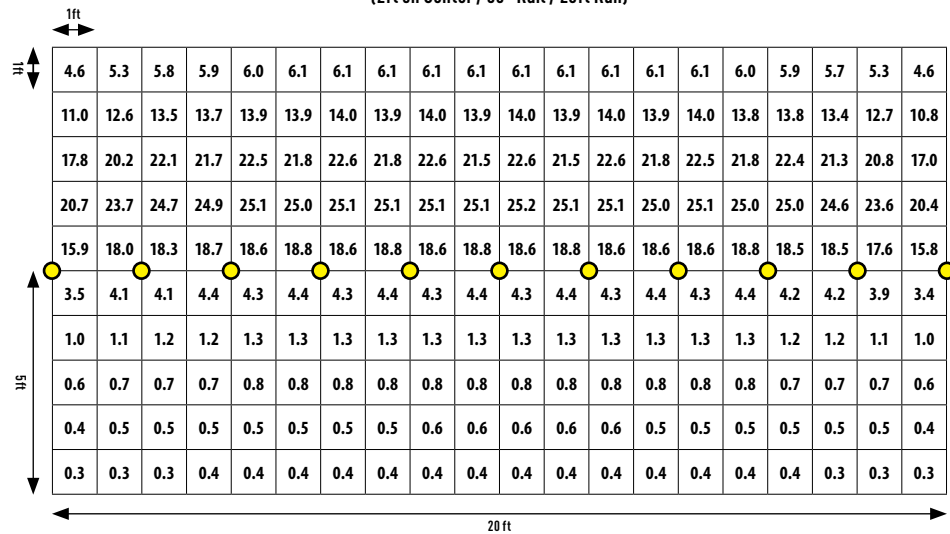 (2ft on Center / Rail / 20ft Run)
1ft
1ft
4.6 5.3 5.8 5.9 6.0 6.1 6.1 6.1 6.1 6.1 6.1 6.1 6.1 6.1 6.1 6.0 5.9 5.7 5.3 4.6
11.0 12.6 13.5 13.7 13.9 13.9 14.0 13.9 14.0 13.9 14.0 13.9 14.0 13.9 14.0 13.8 13.8 13.4 12.7 10.8
17.8 20.2 22.1 21.7 22.5 21.8 22.6 21.8 22.6 21.5 22.6 21.5 22.6 21.8 22.5 21.8 22.4 21.3 20.8 17.0
20.7 23.7 24.7 24.9 25.1 25.0 25.1 25.1 25.1 25.1 25.2 25.1 25.1 25.0 25.1 25.0 25.0 24.6 23.6 20.4
15.9 18.0 18.3 18.7 18.6 18.8 18.6 18.8 18.6 18.8 18.6 18.8 18.6 18.6 18.6 18.8 18.5 18.5 17.6 15.8
3.5 4.1 4.1 4.4 4.3 4.4 4.3 4.4 4.3 4.4 4.3 4.4 4.3 4.4 4.3 4.4 4.2 4.2 3.9 3.4
1.0 1.1 1.2 1.2 1.3 1.3 1.3 1.3 1.3 1.3 1.3 1.3 1.3 1.3 1.3 1.3 1.2 1.2 1.1 1.0
5ft
0.6 0.7 0.7 0.7 0.8 0.8 0.8 0.8 0.8 0.8 0.8 0.8 0.8 0.8 0.8 0.8 0.7 0.7 0.7 0.6
0.4 0.5 0.5 0.5 0.5 0.5 0.5 0.5 0.6 0.6 0.6 0.6 0.6 0.5 0.5 0.5 0.5 0.5 0.5 0.4
0.3 0.3 0.3 0.4 0.4 0.4 0.4 0.4 0.4 0.4 0.4 0.4 0.4 0.4 0.4 0.4 0.4 0.3 0.3 0.3
20 ft